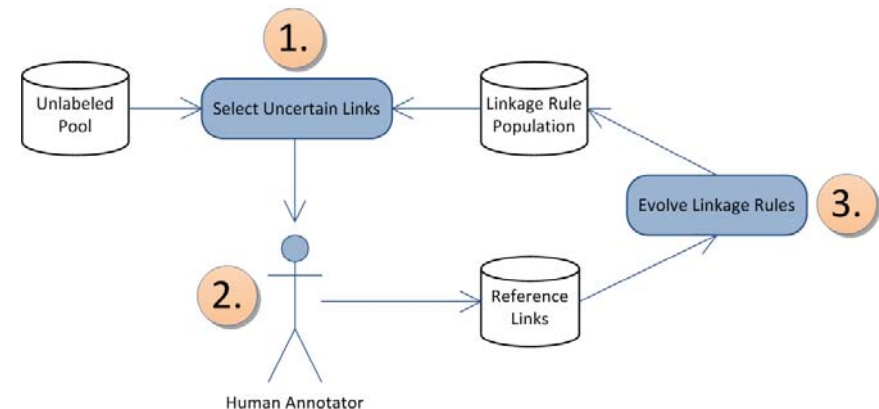 1.
Unlabeled
Pool
Select Uncertain Links
Linkage Rule
Population
Evolve Linkage Rules
3.
2.
Reference
Links
Human Annotator